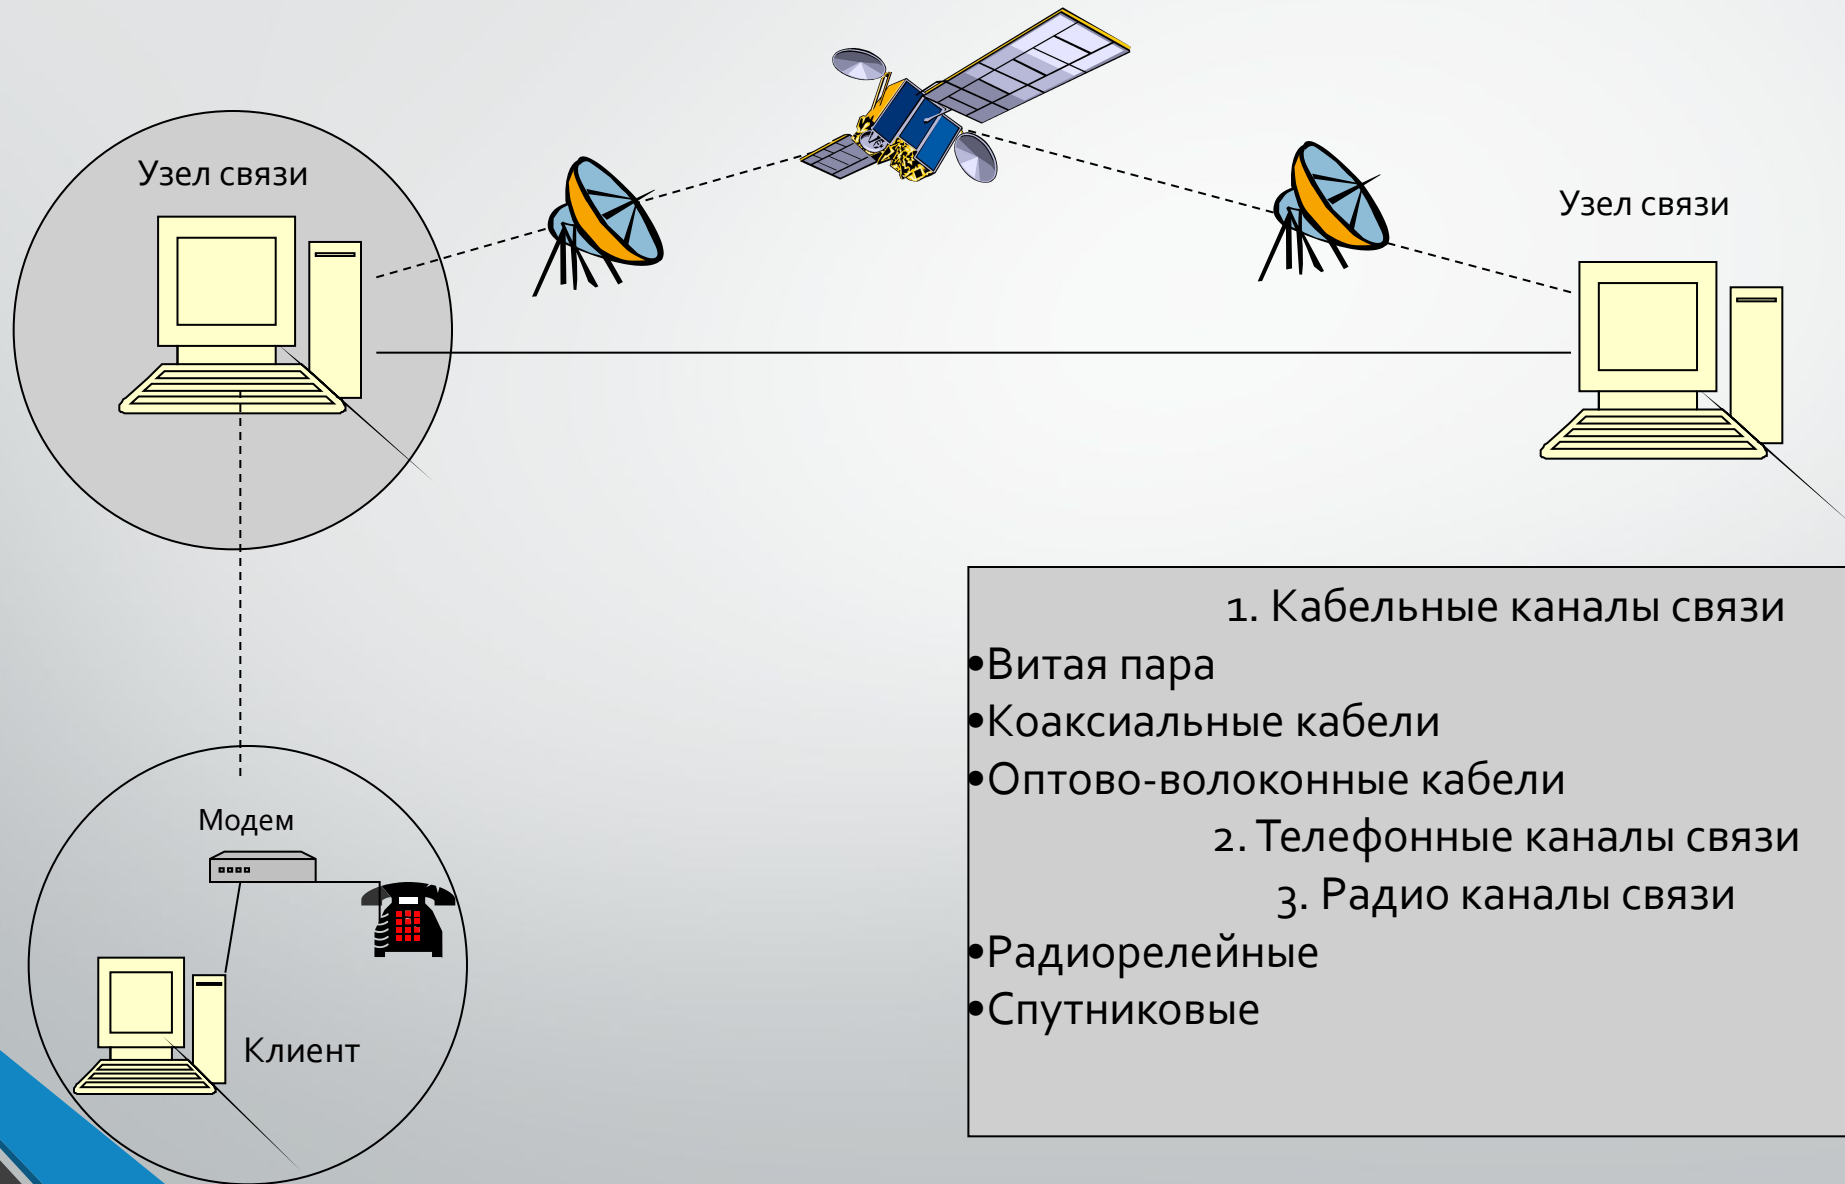 Узел связи
Узел связи
Модем
Клиент
1. Кабельные каналы связи
•Витая пара
•Коаксиальные кабели
•Оптово-волоконные кабели
2. Телефонные каналы связи
3. Радио каналы связи
•Радиорелейные
•Спутниковые